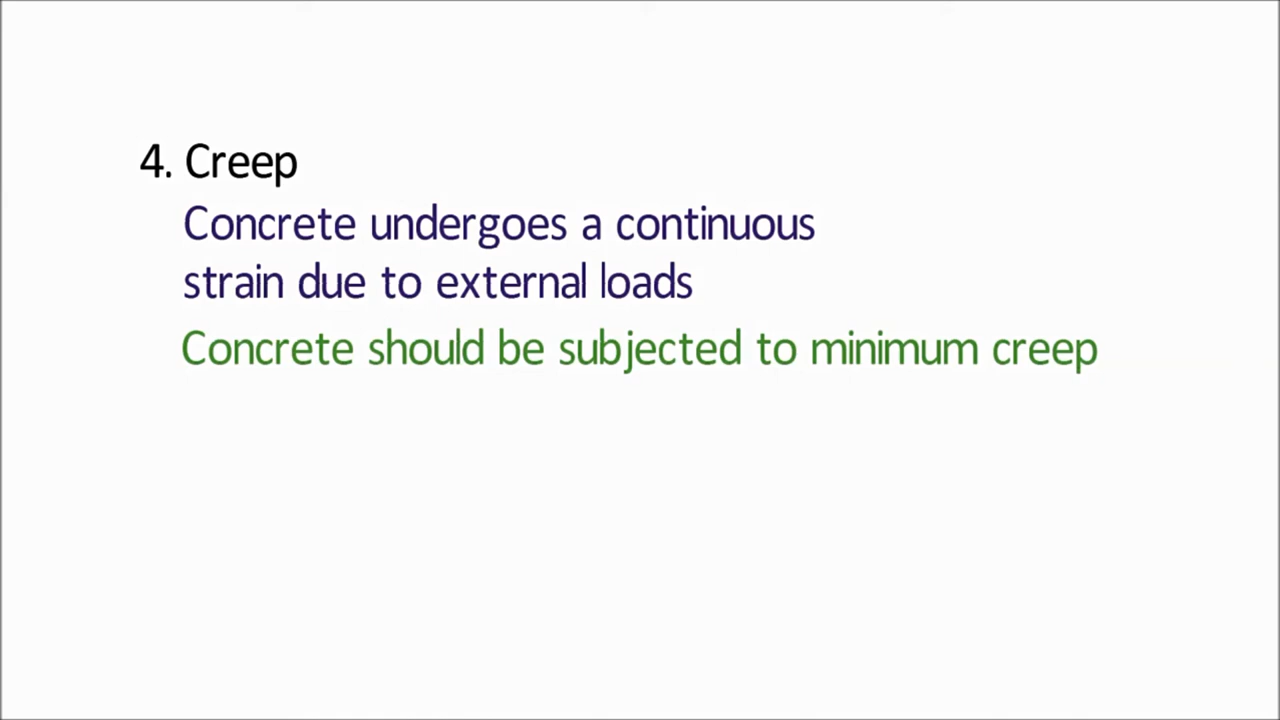 4. Creep
Concrete undergoes a continuous
strain due to external loads
Concrete should be subjected to minimum creep